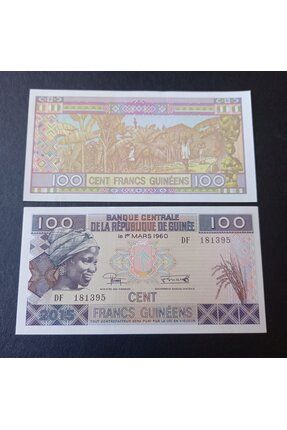 100 CENT FRANCS GUINÉENS 100
100 BANQUE CENTRALE 100
DE LA RÉPUBLIQUE DE GUINÉE
le 1er MARS 1960 DF 181395
DF 181395
CENT
2015 FRANCS GUINÉENS